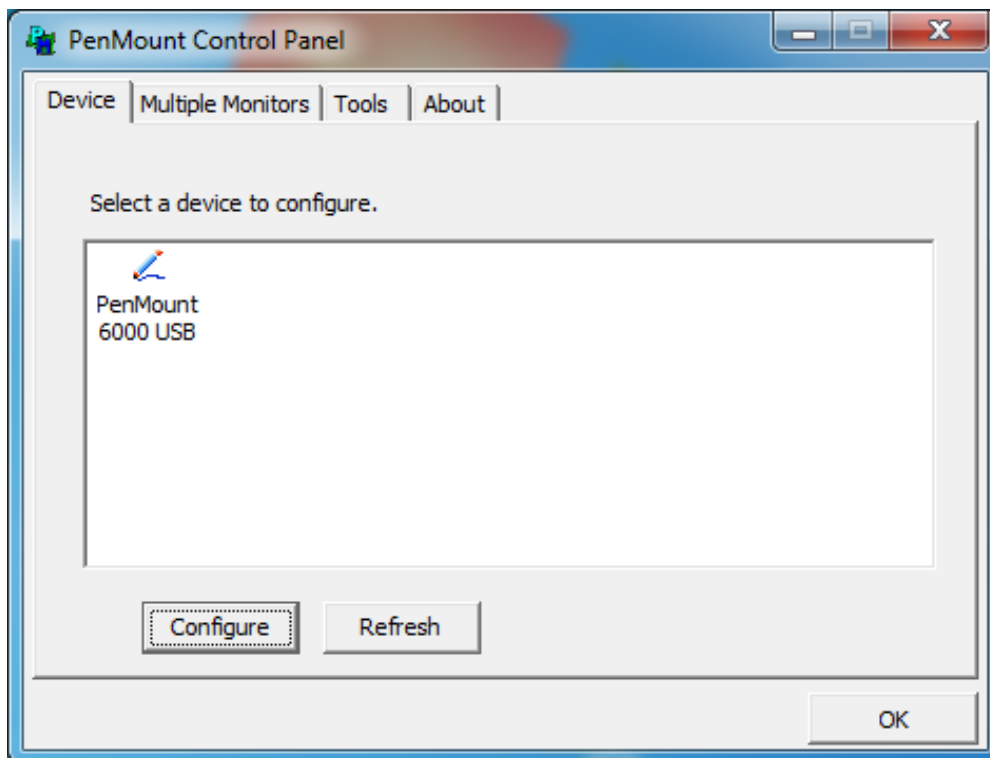 PenMount Control Panel
Device Multiple Monitors Tools About
Select a device to configure.
PenMount
6000 USB
Configure Refresh
OK